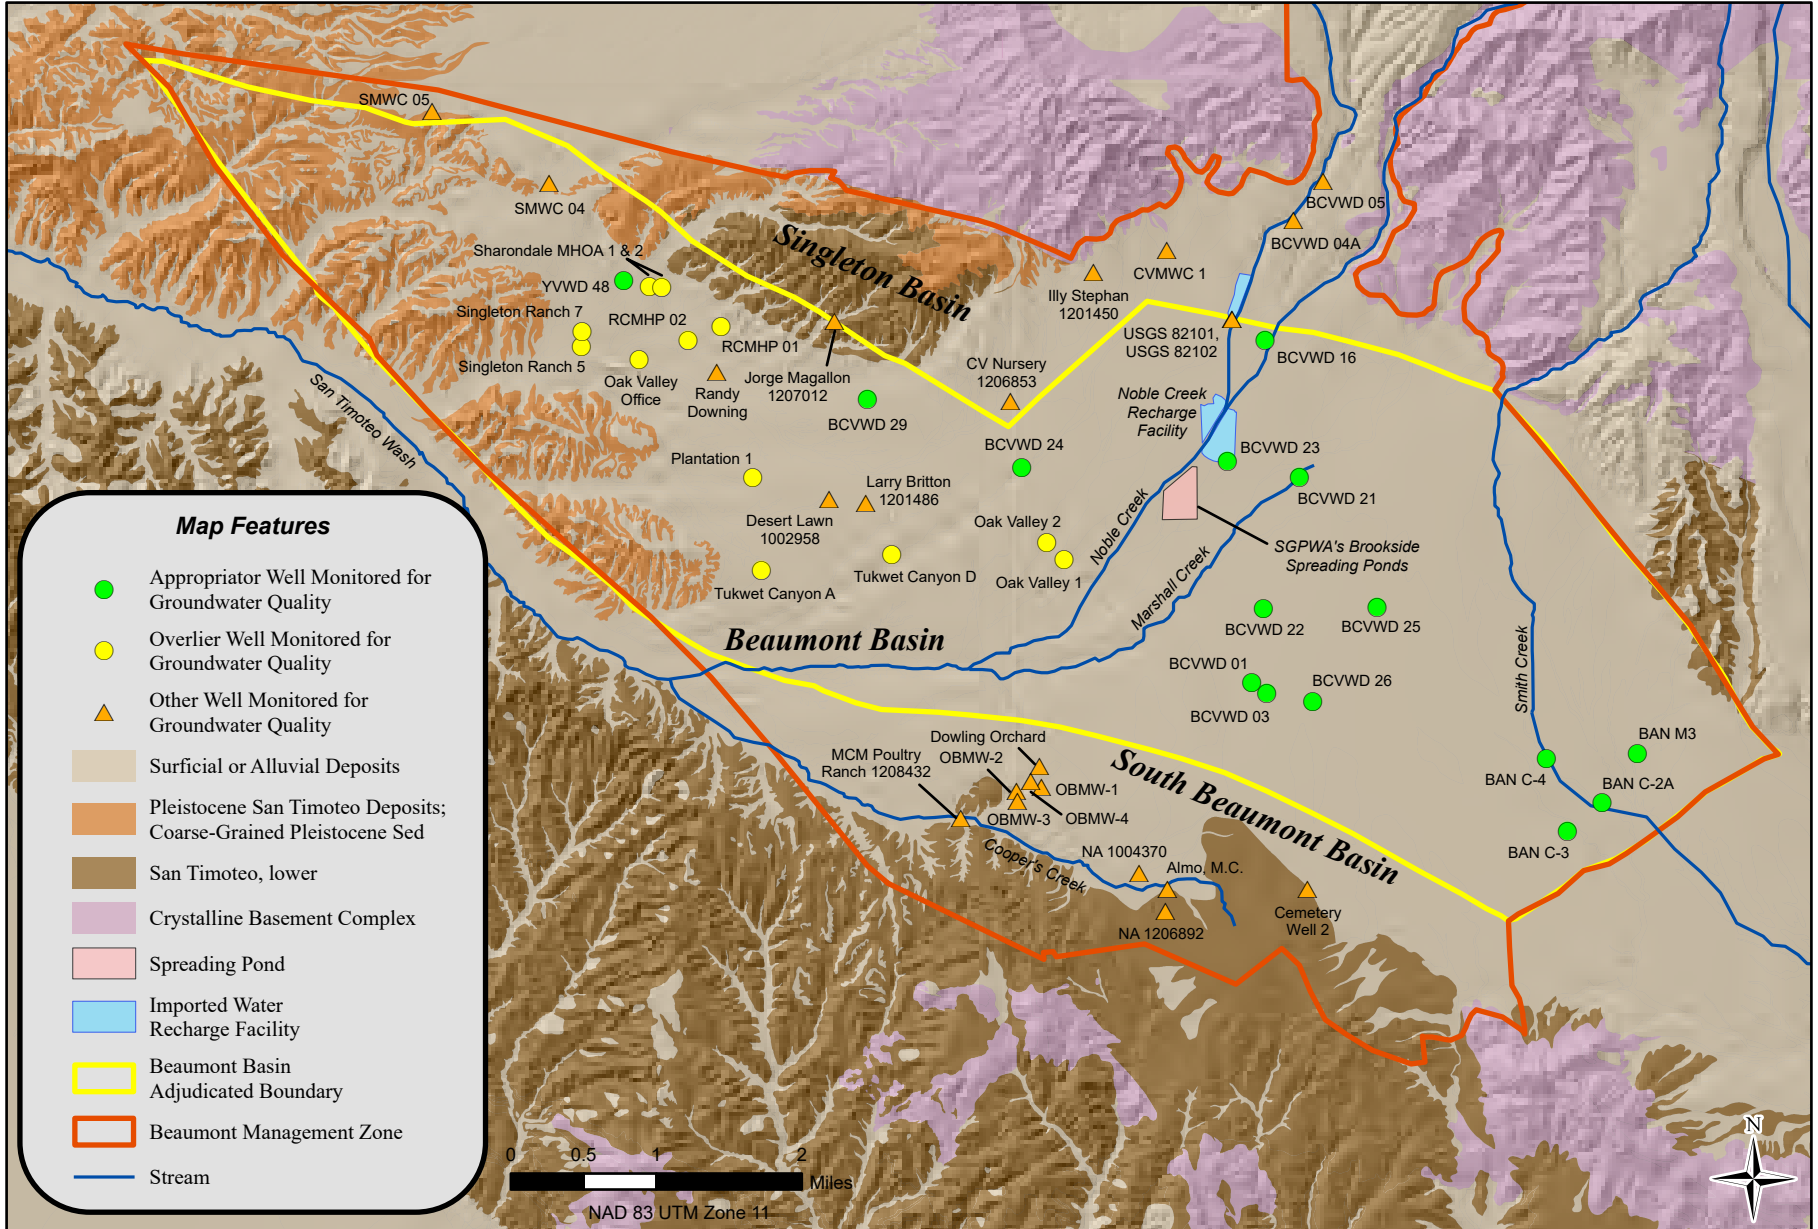 SMWC 05
SMWC 04
Sharondale MHOA 1 & 2
YVWD 48
Singleton Ranch 7
RCMHP 02
RCMHP 01
Singleton Ranch 5
Oak Valley
Office
Randy
Downing
Jorge Magallon
1207012
Singleton Basin
BCVWD 29
CV Nursery
1206853
BCVWD 24
Illy Stephan
1201450
CVMWC 1
BCVWD 05
BCVWD 04A
USGS 82101,
USGS 82102
BCVWD 16
Noble Creek
Recharge
Facility
BCVWD 23
BCVWD 21
San Timoteo Wash
Plantation 1
Larry Britton
1201486
Desert Lawn
1002958
Oak Valley 2
Oak Valley 1
Tukwet Canyon D
Tukwet Canyon A
Noble Creek
Marshall Creek
SGPWA's Brookside
Spreading Ponds
BCVWD 22
BCVWD 25
Beaumont Basin
BCVWD 01
BCVWD 26
BCVWD 03
Smith Creek
BAN M3
BAN C-4
BAN C-2A
BAN C-3
Dowling Orchard
OBMW-2
MCM Poultry
Ranch 1208432
OBMW-1
OBMW-3
OBMW-4
South Beaumont Basin
Cooper's Creek
NA 1004370
Almo, M.C.
NA 1206892
Cemetery
Well 2
Map Features
Appropriator Well Monitored for
Groundwater Quality
Overlier Well Monitored for
Groundwater Quality
Other Well Monitored for
Groundwater Quality
Surficial or Alluvial Deposits
Pleistocene San Timoteo Deposits;
Coarse-Grained Pleistocene Sed
San Timoteo, lower
Crystalline Basement Complex
Spreading Pond
Imported Water
Recharge Facility
Beaumont Basin
Adjudicated Boundary
Beaumont Management Zone
Stream
0 0.5 1 2
Miles
NAD 83 UTM Zone 11
N